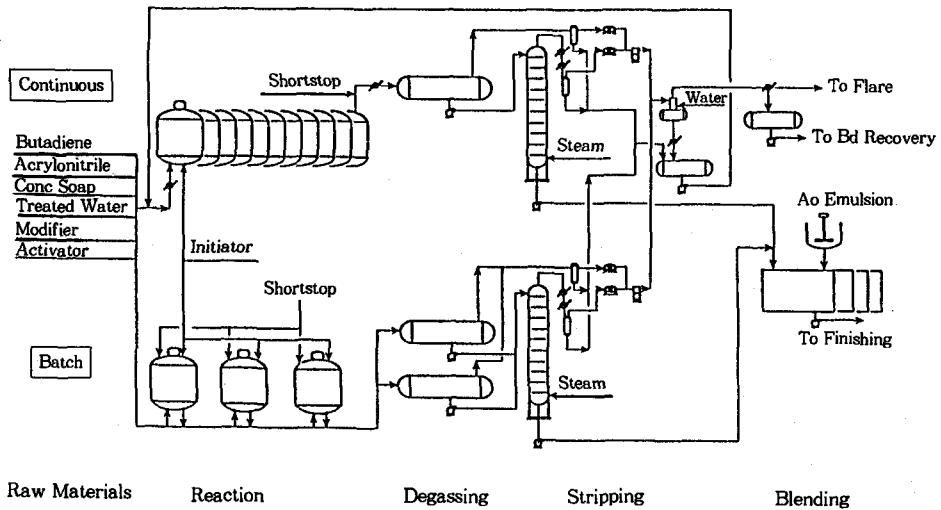 Continuous
Shortstop
To Flare
Water
To Bd Recovery
Butadiene
Acrylonitrile
Conc Soap
Treated Water
Modifier
Activator
Steam
Ao Emulsion
Initiator
Shortstop
To Finishing
Batch
Steam
Raw Materials
Reaction
Degassing
Stripping
Blending